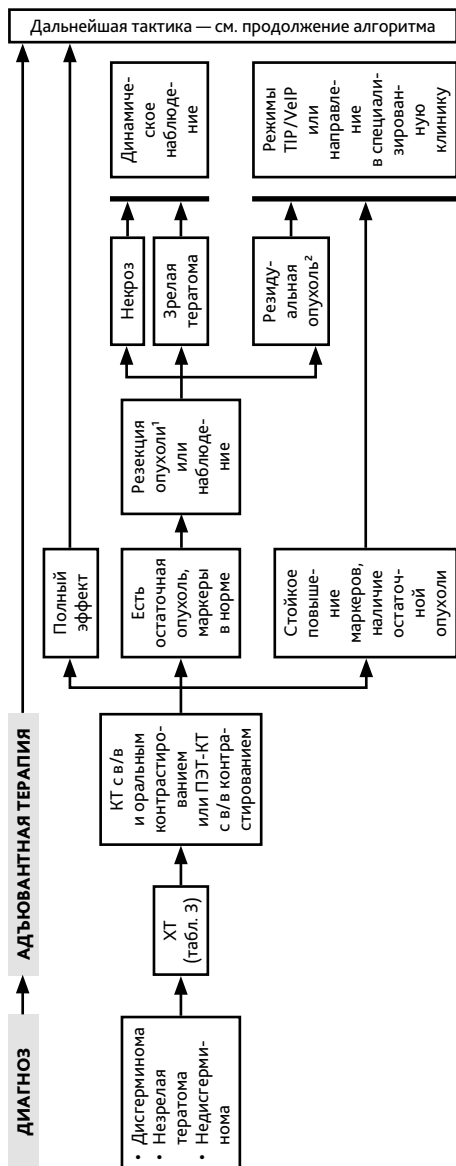 ДИАГНОЗ
АДЪЮВАНТНАЯ ТЕРАПИЯ
• Дисгерминома
• Незрелая
тератома
• Недисгерми-
нома
ХТ
(табл. 3)
КТ с в/в
и оральным
контрастиро-
ванием
или ПЭТ-КТ
с в/в контра-
стированием
Полный
эффект
Есть
остаточная
опухоль,
маркеры
в норме
Стойкое
повыше-
ние
маркеров,
наличие
остаточ-
ной
опухоли
Резекция
опухоли¹
или
наблюде-
ние
Некроз
Зрелая
тератома
Резиду-
альная
опухоль²
Динамиче-
ское
наблюде-
ние
Режимы
TIP/VeIP
или
направле-
ние
в специали-
зирован-
ную
клинику
Дальнейшая тактика — см. продолжение алгоритма